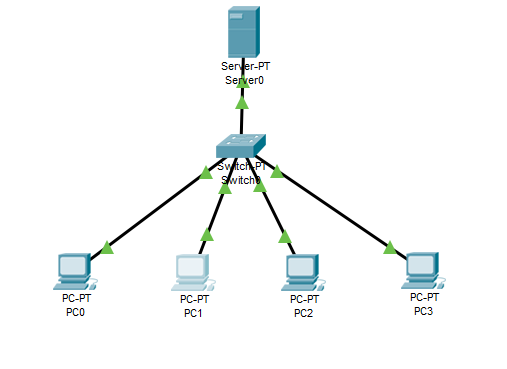 Server-PT
Server0
Switch-PT
Switch0
PC-PT
PC0
PC-PT
PC1
PC-PT
PC2
PC-PT
PC3